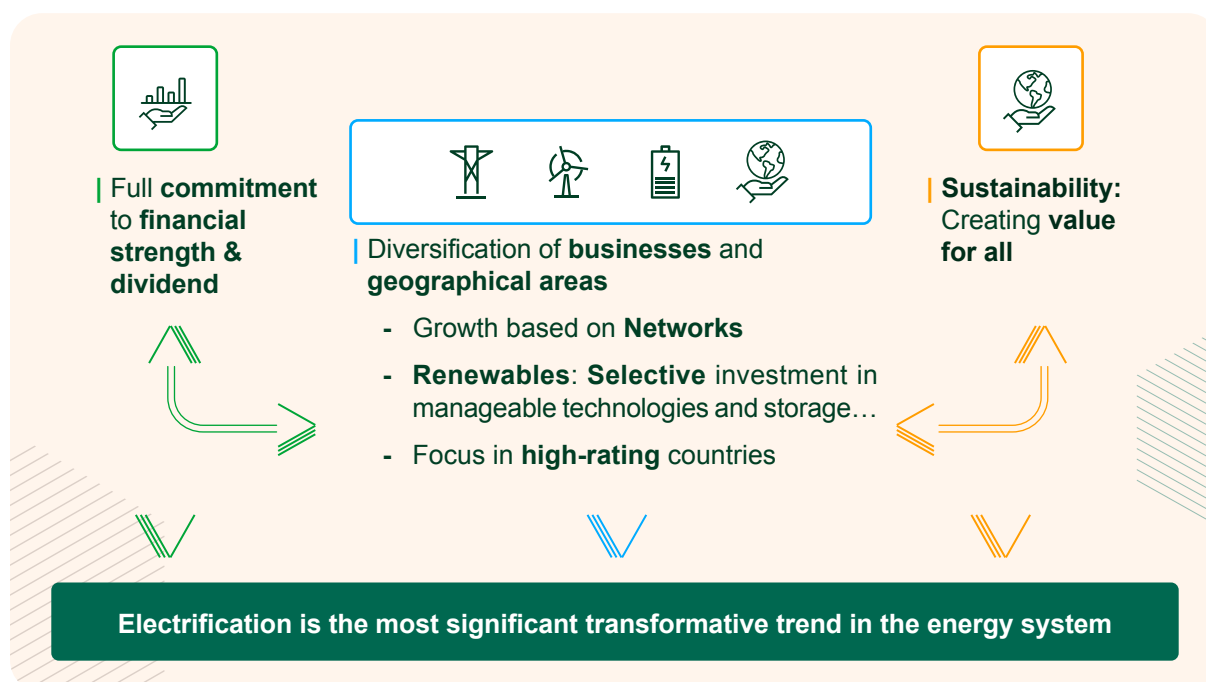 Full commitment
to financial
strength &
dividend
Diversification of businesses and
geographical areas
- Growth based on Networks
- Renewables: Selective investment in
manageable technologies and storage…
- Focus in high-rating countries
Sustainability:
Creating value
for all
Electrification is the most significant transformative trend in the energy system